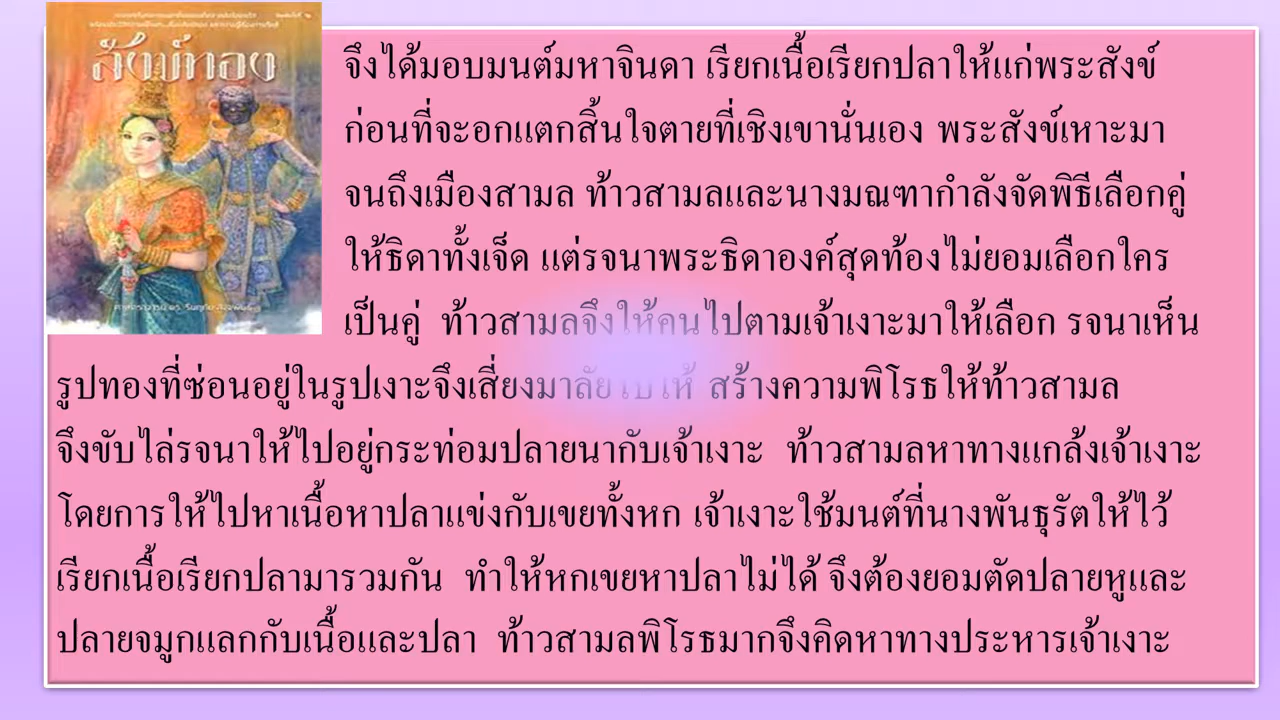 สังข์ทอง
จึงได้มอบมนต์มหาจินดา เรียกเนื้อเรียกปลาให้แก่พระสังข์
ก่อนที่จะอกแตกสิ้นใจตายที่เชิงเขานั่นเอง พระสังข์เหาะมา
จนถึงเมืองสามล ท้าวสามลและนางมณฑากำลังจัดพิธีเลือกคู่
ให้ธิดาทั้งเจ็ด แต่รจนาพระธิดาองค์สุดท้องไม่ยอมเลือกใคร
เป็นคู่ ท้าวสามลจึงให้คนไปตามเจ้าเงาะมาให้เลือก รจนาเห็น
รูปทองที่ซ่อนอยู่ในรูปเงาะจึงเสี่ยงมาลัยไปให้ สร้างความพิโรธให้ท้าวสามล
จึงขับไล่รจนาให้ไปอยู่กระท่อมปลายนากับเจ้าเงาะ ท้าวสามลหาทางแกล้งเจ้าเงาะ
โดยการให้ไปหาเนื้อหาปลาแข่งกับเขยทั้งหก เจ้าเงาะใช้มนต์ที่นางพันธุรัตให้ไว้
เรียกเนื้อเรียกปลามารวมกัน ทำให้หกเขยหาปลาไม่ได้ จึงต้องยอมตัดปลายหูและ
ปลายจมูกแลกกับเนื้อและปลา ท้าวสามลพิโรธมากจึงคิดหาทางประหารเจ้าเงาะ